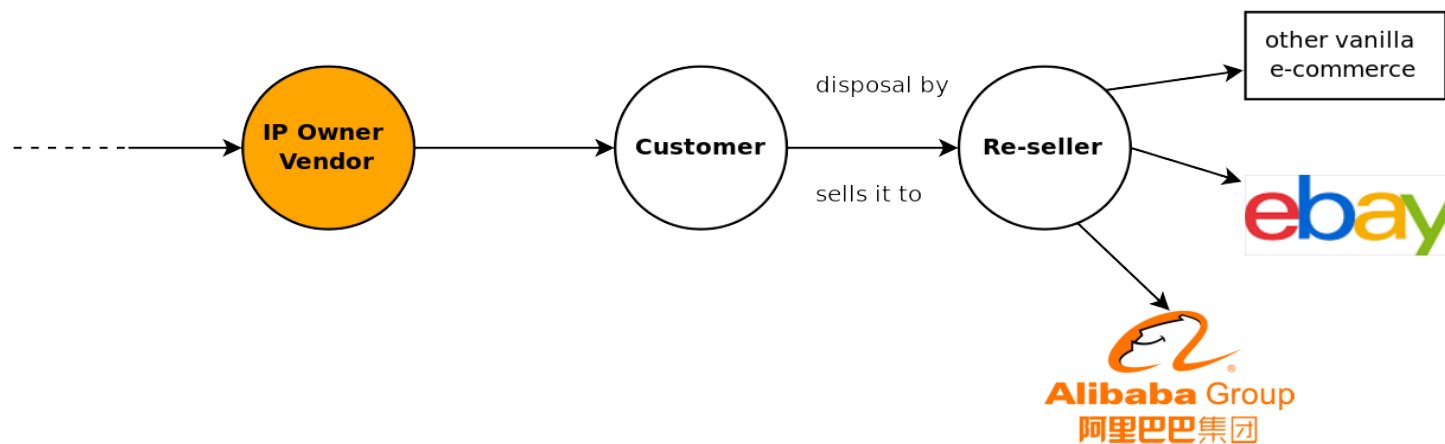 IP Owner
Vendor
Customer
disposal by
sells it to
Re-seller
other vanilla
e-commerce
ebay
Alibaba Group
阿里巴巴集团